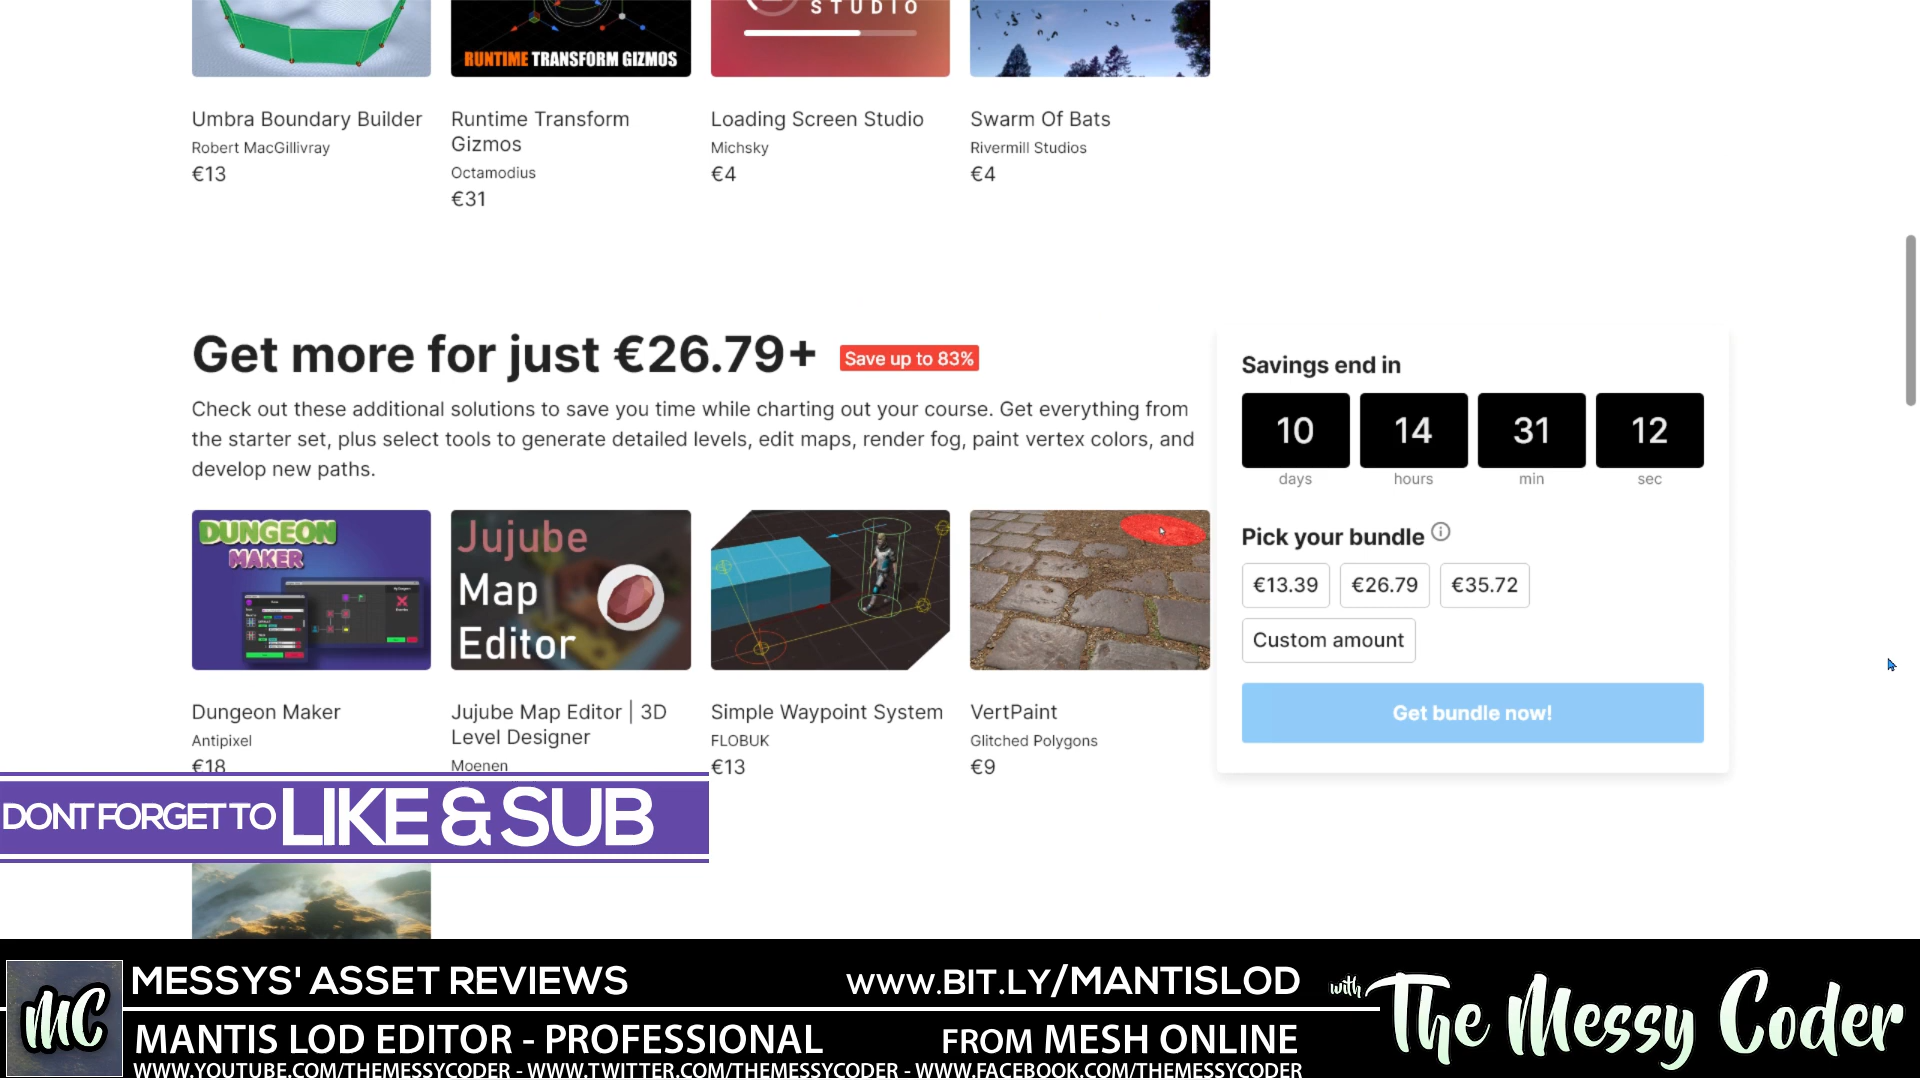 STUDIO
RUNTIME TRANSFORM GIZMOS
Umbra Boundary Builder
Robert MacGillivray
€13
Runtime Transform
Gizmos
Octamodius
€31
Loading Screen Studio
Michsky
€4
Swarm Of Bats
Rivermill Studios
€4
Get more for just €26.79+
Save up to 83%
Check out these additional solutions to save you time while charting out your course. Get everything from
the starter set, plus select tools to generate detailed levels, edit maps, render fog, paint vertex colors, and
develop new paths.
Savings end in
10 14 31 12
days hours min sec
Pick your bundle
€13.39 €26.79 €35.72
Custom amount
Get bundle now!
DUNGEON
MAKER
Jujube
Map
Editor
Dungeon Maker
Antipixel
€18
Jujube Map Editor | 3D
Level Designer
Moenen
Simple Waypoint System
FLOBUK
€13
VertPaint
Glitched Polygons
€9
DONT FORGET TO LIKE & SUB
MC
MESSYS' ASSET REVIEWS
WWW.BIT.LY/MANTISLOD
with The Messy Coder
MANTIS LOD EDITOR - PROFESSIONAL
FROM MESH ONLINE
WWW.YOUTUBE.COM/THEMESSYCODER - WWW.TWITTER.COM/THEMESSYCODER - WWW.FACEBOOK.COM/THEMESSYCODER